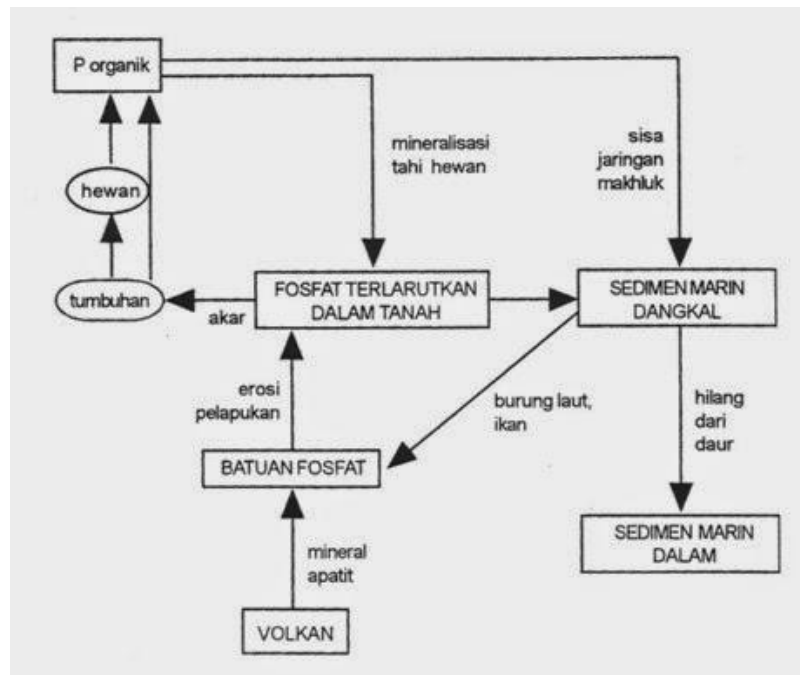 P organik
mineralisasi
tahi hewan
sisa
jaringan
makhluk
hewan
tumbuhan
akar
FOSFAT TERLARUTKAN
DALAM TANAH
SEDIMEN MARIN
DANGKAL
erosi
pelapukan
burung laut,
ikan
hilang
dari
daur
BATUAN FOSFAT
SEDIMEN MARIN
DALAM
mineral
apatit
VOLKAN